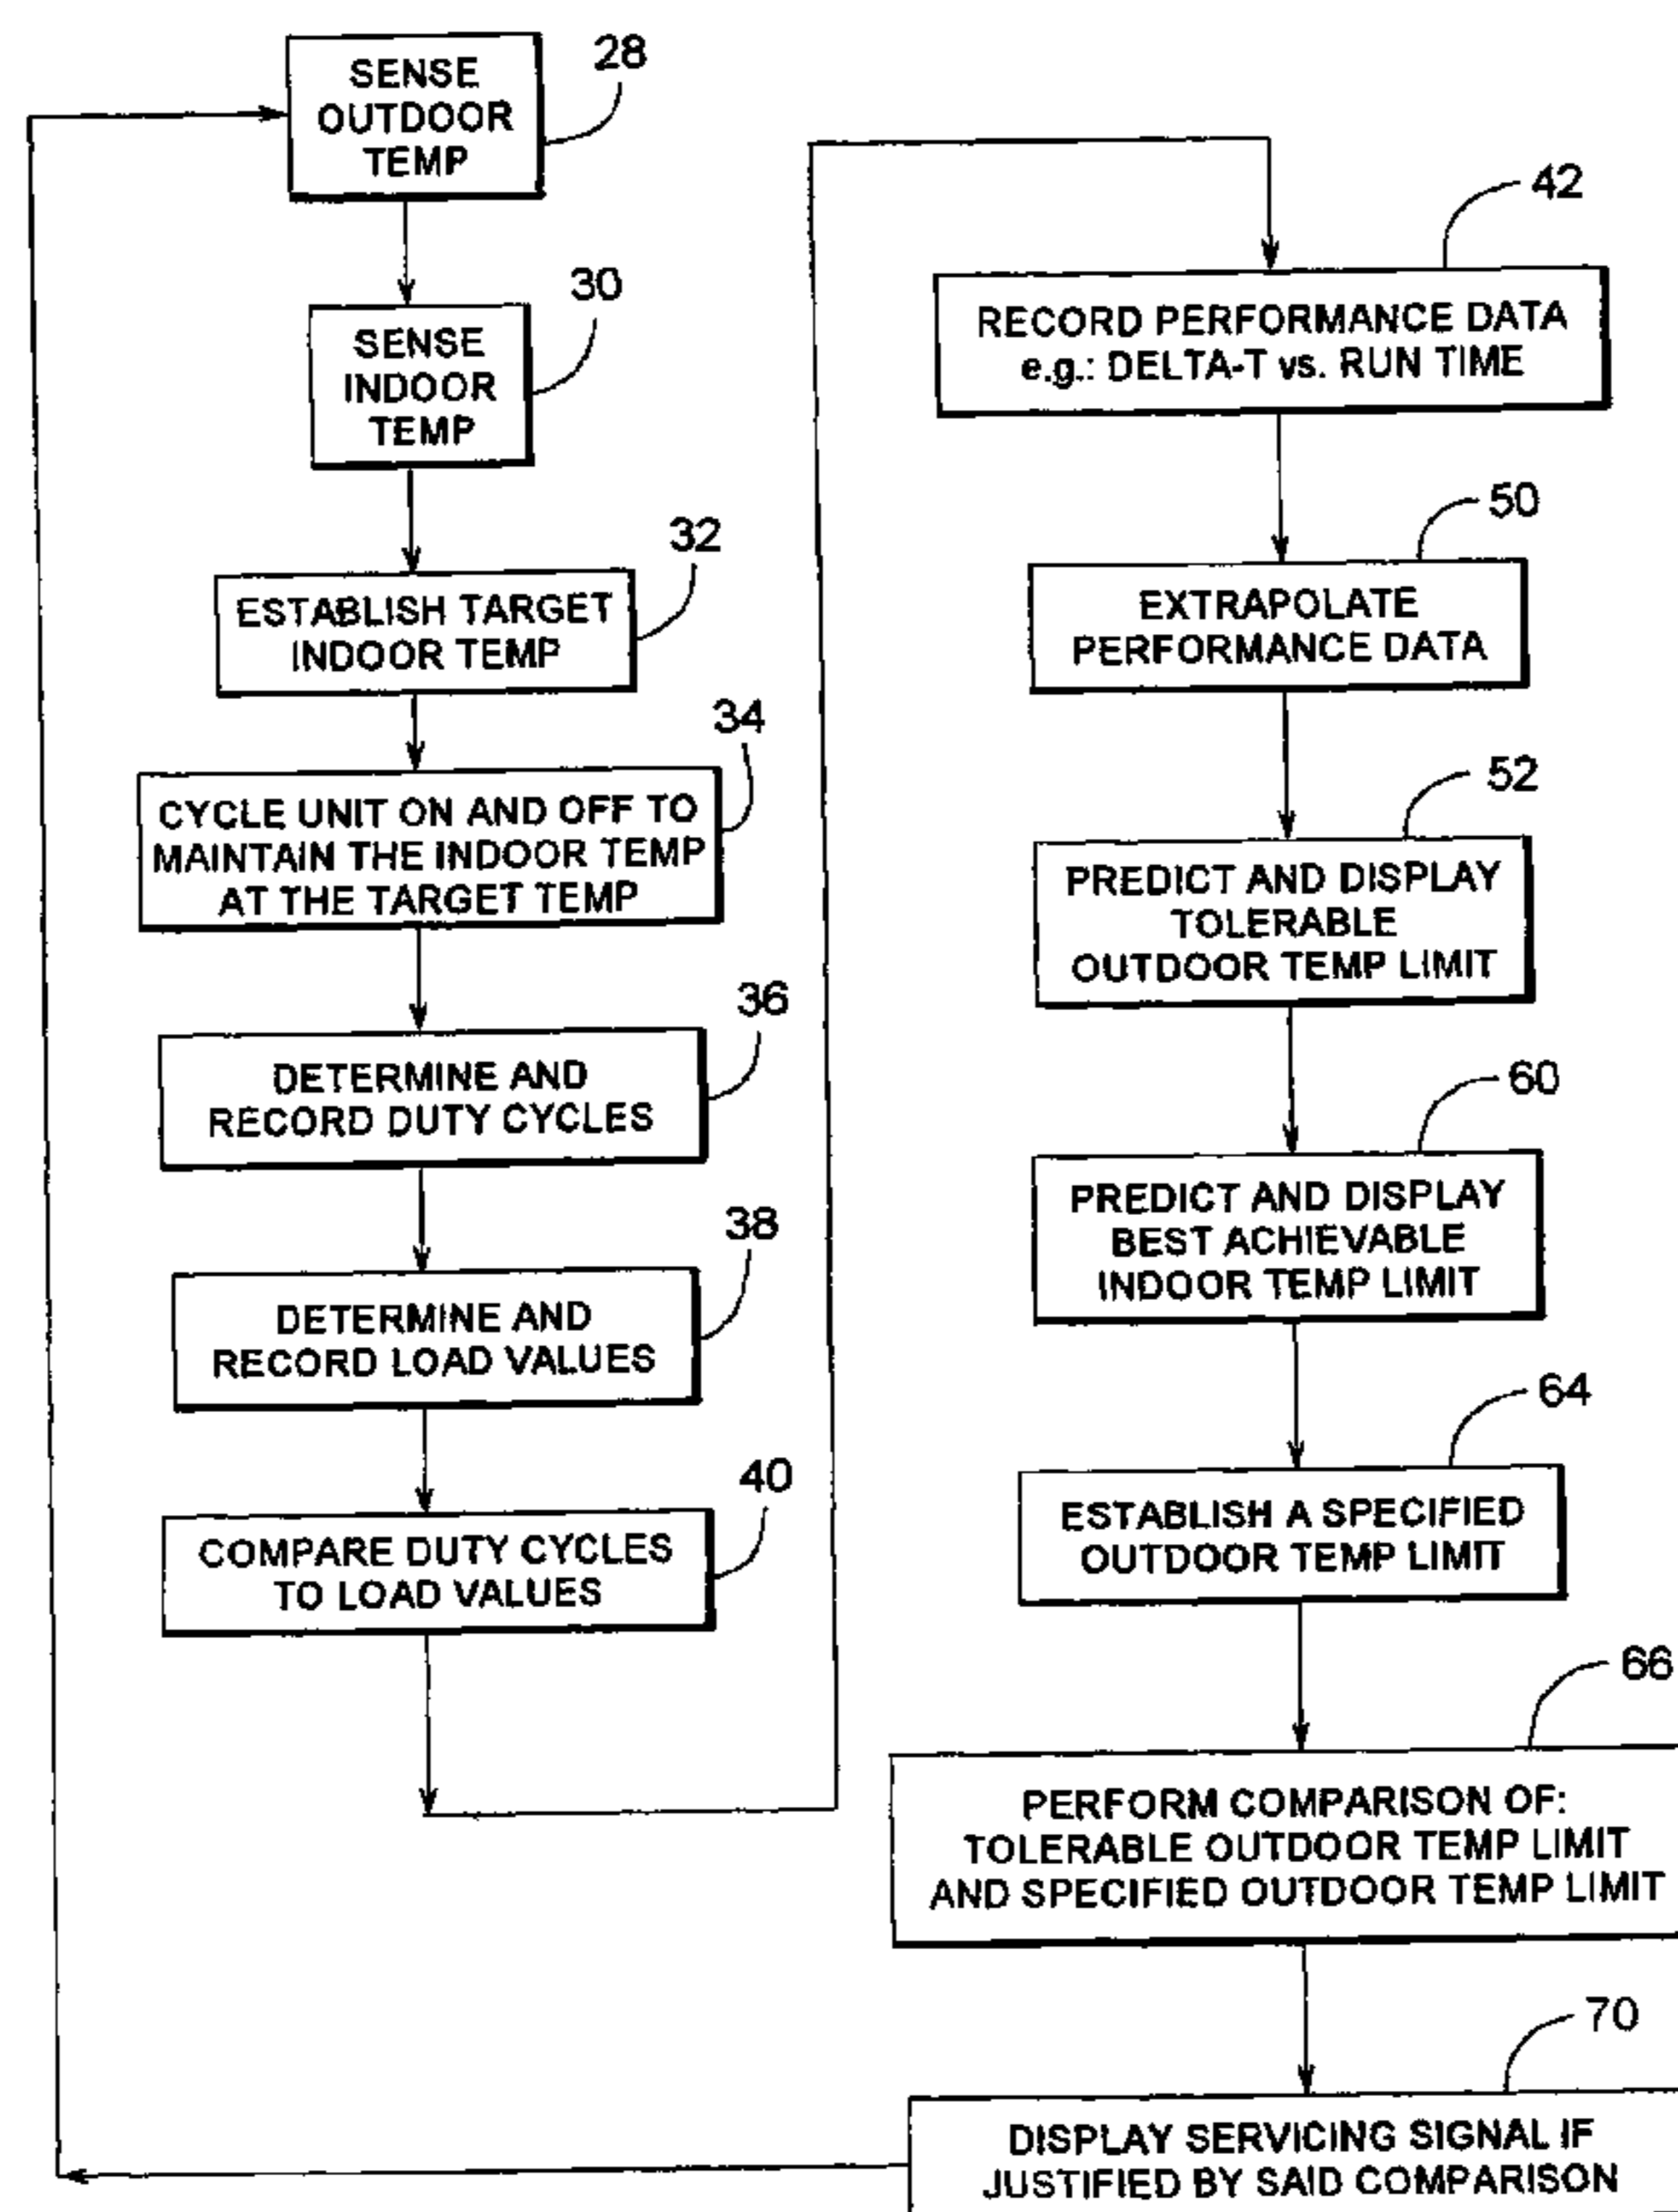 SENSE
OUTDOOR
TEMP
28
SENSE
INDOOR
TEMP
30
ESTABLISH TARGET
INDOOR TEMP
32
CYCLE UNIT ON AND OFF TO
MAINTAIN THE INDOOR TEMP
AT THE TARGET TEMP
34
DETERMINE AND
RECORD DUTY CYCLES
36
DETERMINE AND
RECORD LOAD VALUES
38
COMPARE DUTY CYCLES
TO LOAD VALUES
40
RECORD PERFORMANCE DATA
e.g.: DELTA-T vs. RUN TIME
42
EXTRAPOLATE
PERFORMANCE DATA
50
PREDICT AND DISPLAY
TOLERABLE
OUTDOOR TEMP LIMIT
52
PREDICT AND DISPLAY
BEST ACHIEVABLE
INDOOR TEMP LIMIT
60
ESTABLISH A SPECIFIED
OUTDOOR TEMP LIMIT
64
PERFORM COMPARISON OF:
TOLERABLE OUTDOOR TEMP LIMIT
AND SPECIFIED OUTDOOR TEMP LIMIT
66
DISPLAY SERVICING SIGNAL IF
JUSTIFIED BY SAID COMPARISON
70